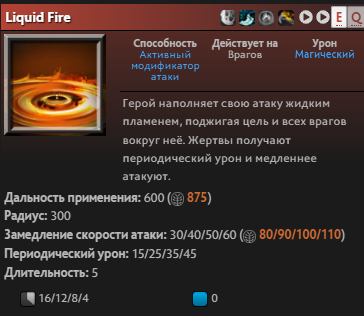 Liquid Fire
E Q
Способность
Активный
модификатор
атаки
Действует на
Врагов
Урон
Магический
Герой наполняет свою атаку жидким
пламенем, поджигая цель и всех врагов
вокруг неё. Жертвы получают
периодический урон и медленнее
атакуют.
Дальность применения: 600 ( 875)
Радиус: 300
Замедление скорости атаки: 30/40/50/60 ( 80/90/100/110)
Периодический урон: 15/25/35/45
Длительность: 5
16/12/8/4
0